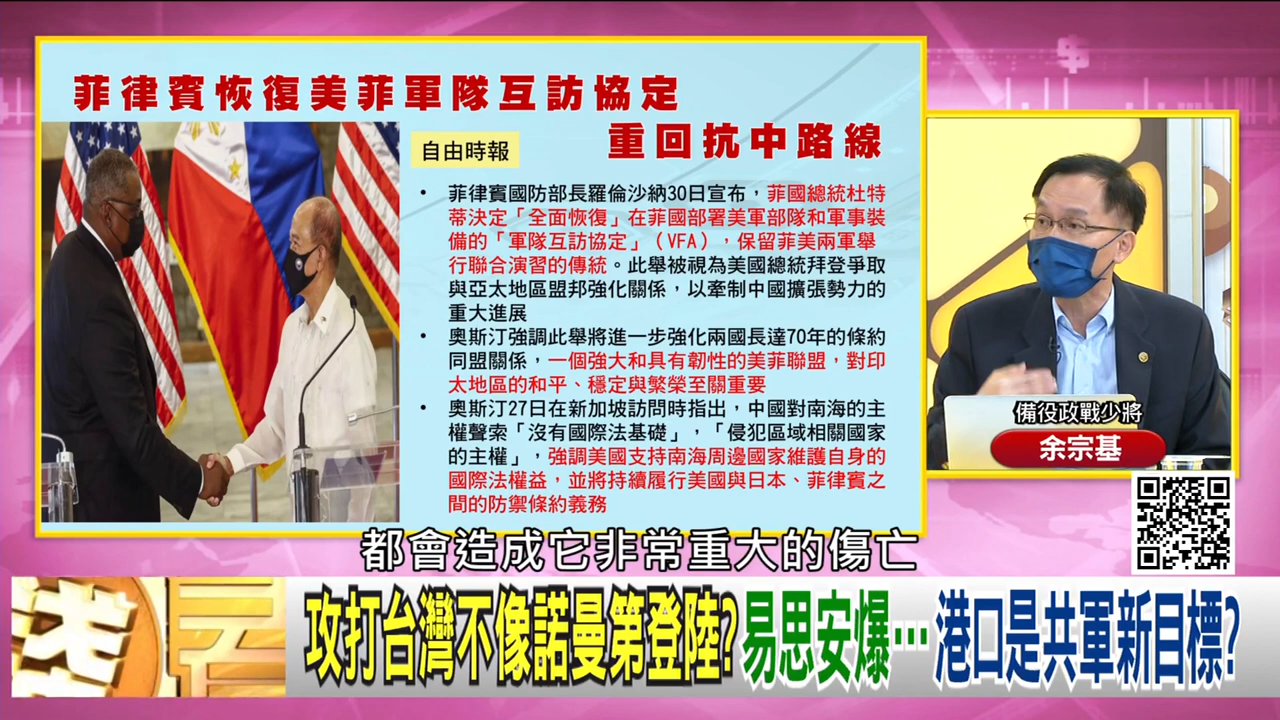 菲律賓恢復美菲軍隊互訪協定
重回抗中路線
自由時報
• 菲律賓國防部長羅倫沙納30日宣布，菲國總統杜特
蒂決定「全面恢復」在菲國部署美軍部隊和軍事裝
備的「軍隊互訪協定」（VFA），保留菲美兩軍舉
行聯合演習的傳統。此舉被視為美國總統拜登爭取
與亞太地區盟邦強化關係，以牽制中國擴張勢力的
重大進展
• 奧斯汀強調此舉將進一步強化兩國長達70年的條約
同盟關係，一個強大和具有韌性的美菲聯盟，對印
太地區的和平、穩定與繁榮至關重要
• 奧斯汀27日在新加坡訪問時指出，中國對南海的主
權聲索「沒有國際法基礎」，「侵犯區域相關國家
的主權」，強調美國支持南海周邊國家維護自身的
國際法權益，並將持續履行美國與日本、菲律賓之
間的防禦條約義務
備役政戰少將
余宗基
都會造成它非常重大的傷亡
攻打台灣不像諾曼第登陸?易思安爆…港口是共軍新目標?